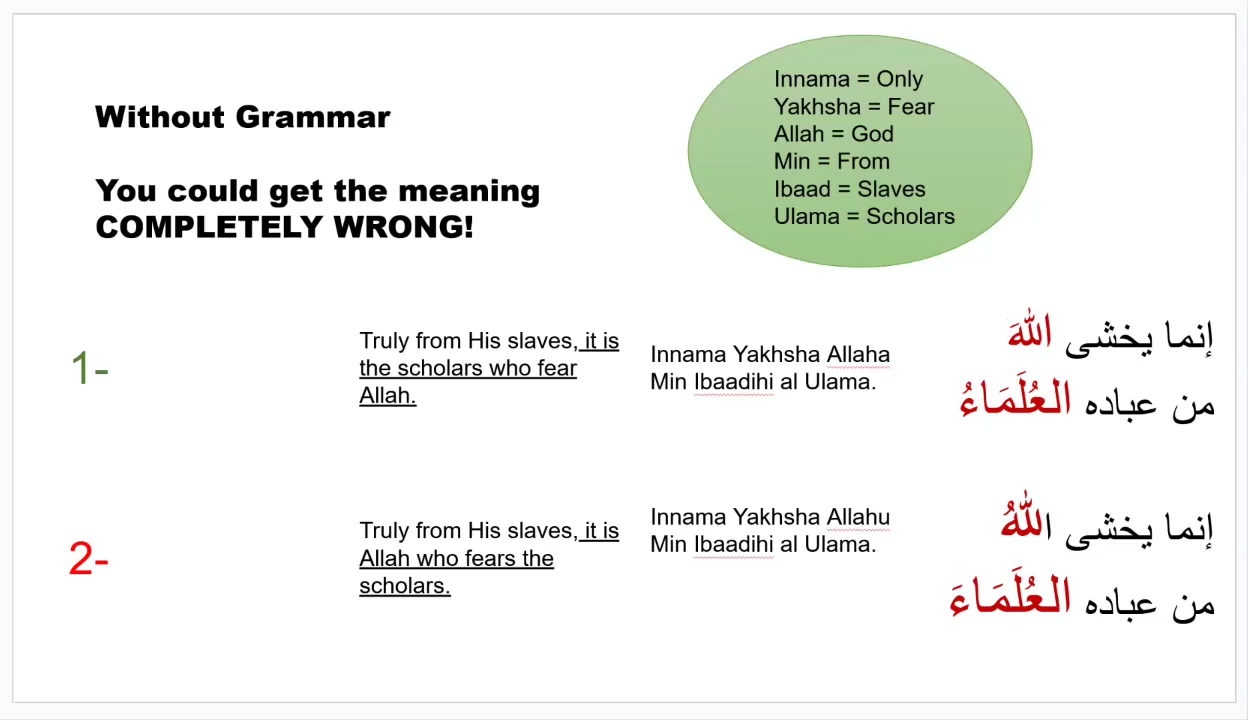 Without Grammar
You could get the meaning
COMPLETELY WRONG!
Innama = Only
Yakhsha = Fear
Allah = God
Min = From
Ibaad = Slaves
Ulama = Scholars
1-
Truly from His slaves, it is
the scholars who fear
Allah.
Innama Yakhsha Allaha
Min Ibaadihi al Ulama.
إنما يخشى اللهَ
من عباده العُلَمَاءُ
2-
Truly from His slaves, it is
Allah who fears the
scholars.
Innama Yakhsha Allahu
Min Ibaadihi al Ulama.
إنما يخشى اللهُ
من عباده العُلَمَاءَ